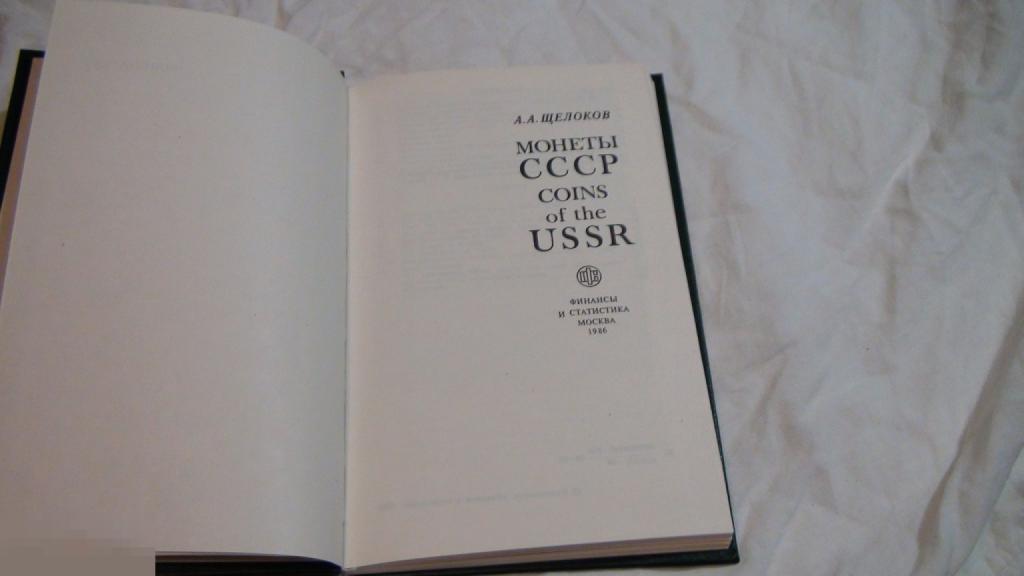 А.А.ЩЕЛОКОВ
МОНЕТЫ
СССР
COINS
of the
USSR
ФИНАНСЫ
И СТАТИСТИКА
МОСКВА
1986